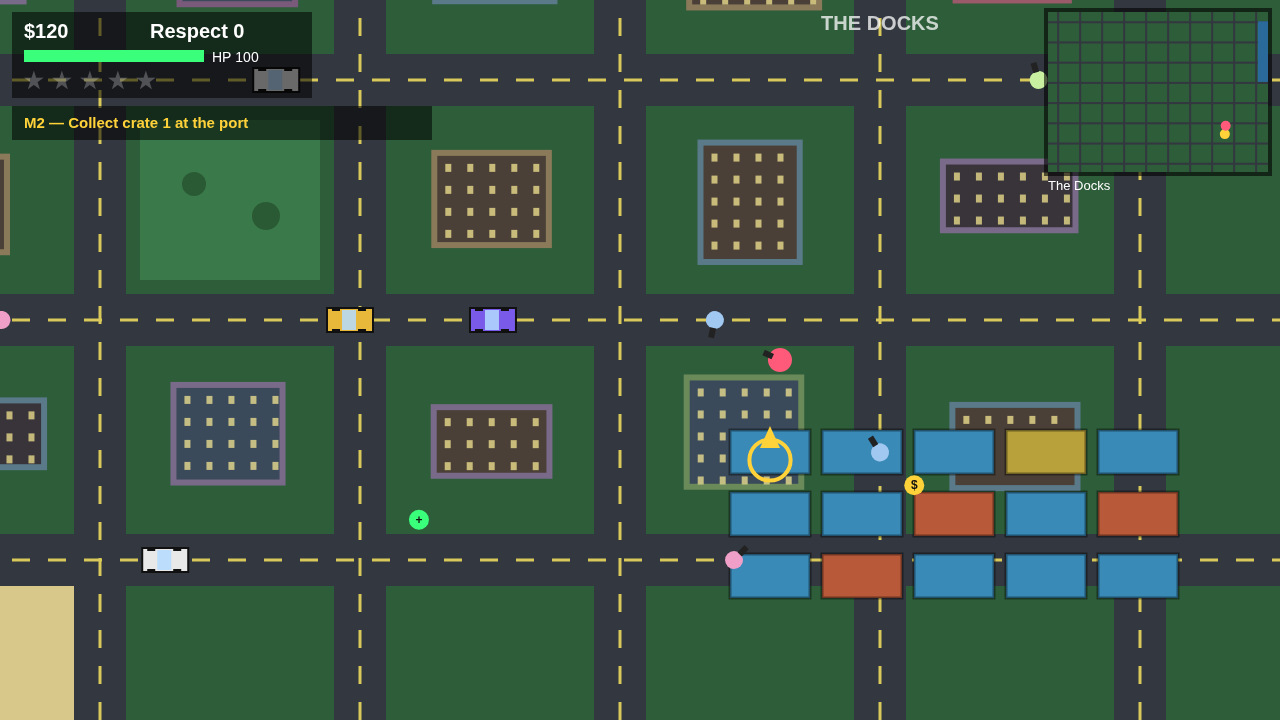 $120 Respect 0
HP 100
M2 — Collect crate 1 at the port
THE DOCKS
The Docks
$
+